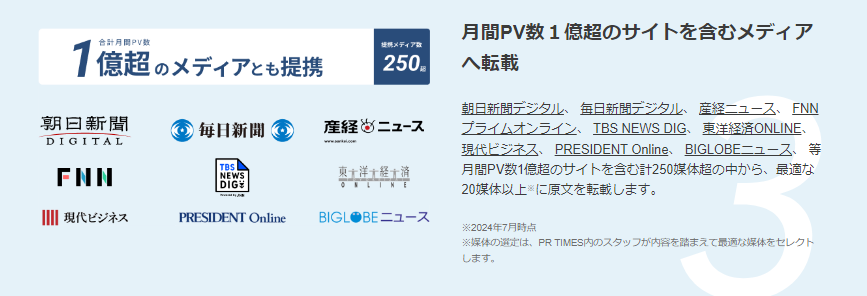 合計月間PV数
1億超のメディアとも提携
提携メディア数
250超
朝日新聞
DIGITAL
毎日新聞
産経ニュース
www.sankei.com
FNN
TBS
NEWS
DIG
Powered by JNN
東洋経済
ONLINE
現代ビジネス
PRESIDENT Online
BIGLOBEニュース
月間PV数１億超のサイトを含むメディア
へ転載
朝日新聞デジタル、 毎日新聞デジタル、 産経ニュース、 FNN
プライムオンライン、 TBS NEWS DIG、 東洋経済ONLINE、
現代ビジネス、 PRESIDENT Online、 BIGLOBEニュース、 等
月間PV数1億超のサイトを含む計250媒体超の中から、最適な
20媒体以上※に原文を転載します。
※2024年7月時点
※媒体の選定は、PR TIMES内のスタッフが内容を踏まえて最適な媒体をセレクト
します。
3